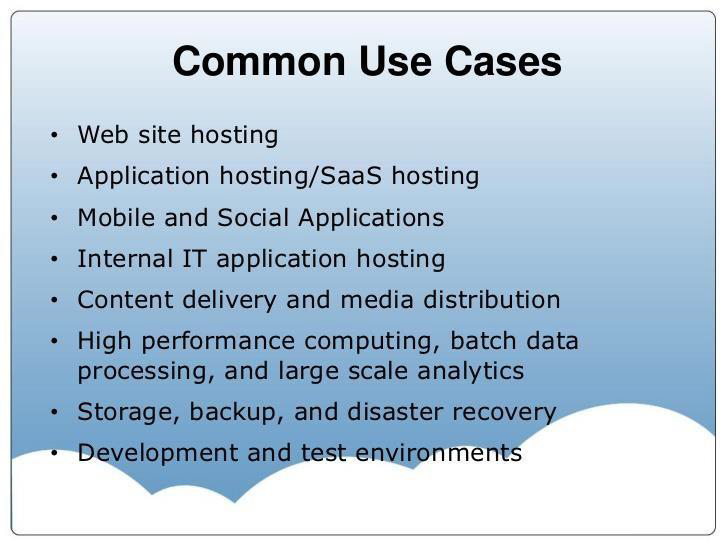 Common Use Cases
• Web site hosting
• Application hosting/SaaS hosting
• Mobile and Social Applications
• Internal IT application hosting
• Content delivery and media distribution
• High performance computing, batch data
processing, and large scale analytics
• Storage, backup, and disaster recovery
• Development and test environments